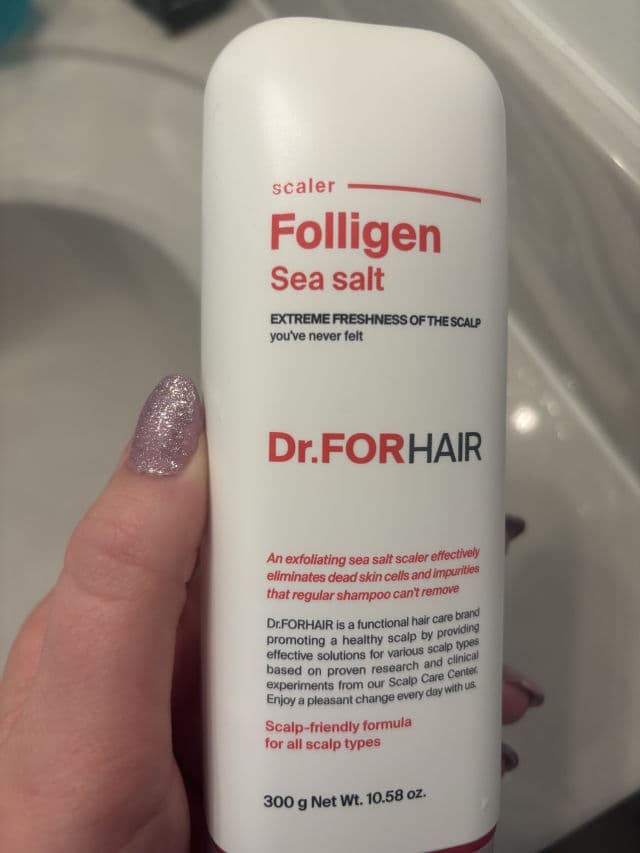 scaler
Folligen
Sea salt
EXTREME FRESHNESS OF THE SCALP
you've never felt
Dr.FORHAIR
An exfoliating sea salt scaler effectively
eliminates dead skin cells and impurities
that regular shampoo can't remove
Dr.FORHAIR is a functional hair care brand
promoting a healthy scalp by providing
effective solutions for various scalp types
based on proven research and clinical
experiments from our Scalp Care Center.
Enjoy a pleasant change every day with us.
Scalp-friendly formula
for all scalp types
300 g Net Wt. 10.58 oz.